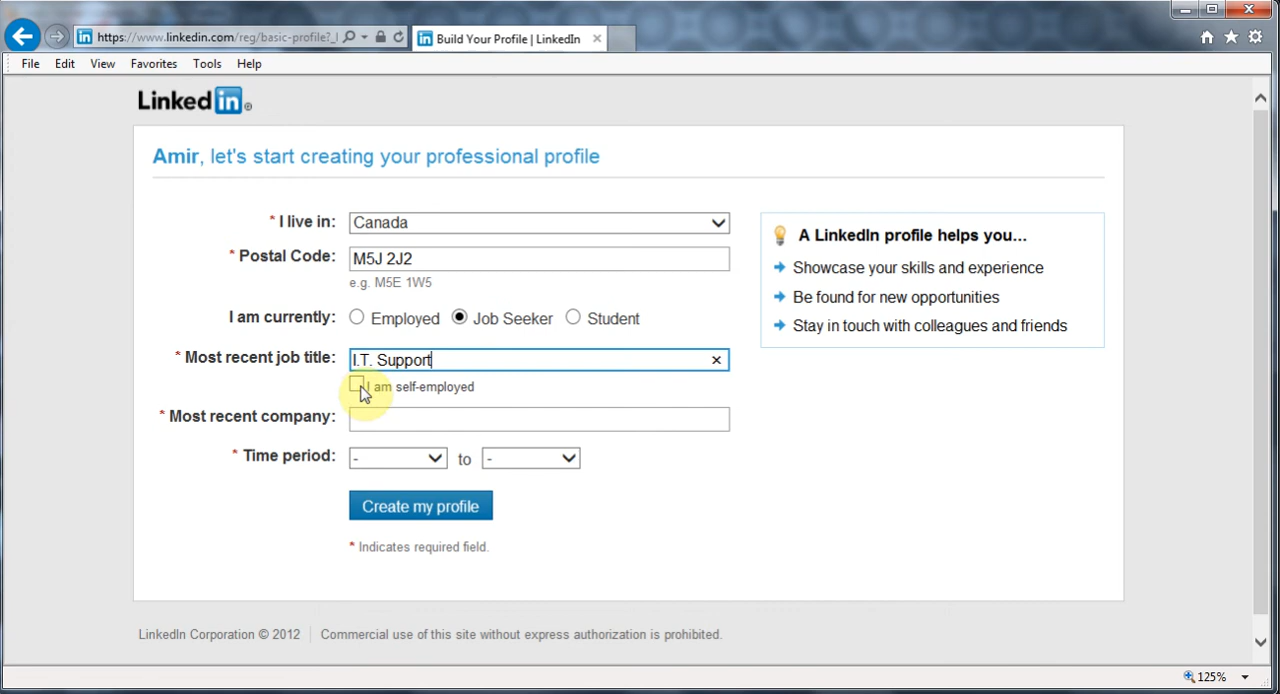 https://www.linkedin.com/reg/basic-profile?_l
Build Your Profile | LinkedIn
File Edit View Favorites Tools Help
Linked in ®
Amir, let's start creating your professional profile
* I live in: Canada
* Postal Code: M5J 2J2
e.g. M5E 1W5
I am currently: Employed Job Seeker Student
* Most recent job title: I.T. Support
I am self-employed
* Most recent company:
* Time period: - to -
Create my profile
* Indicates required field.
A LinkedIn profile helps you...
Showcase your skills and experience
Be found for new opportunities
Stay in touch with colleagues and friends
LinkedIn Corporation © 2012 | Commercial use of this site without express authorization is prohibited.
125%